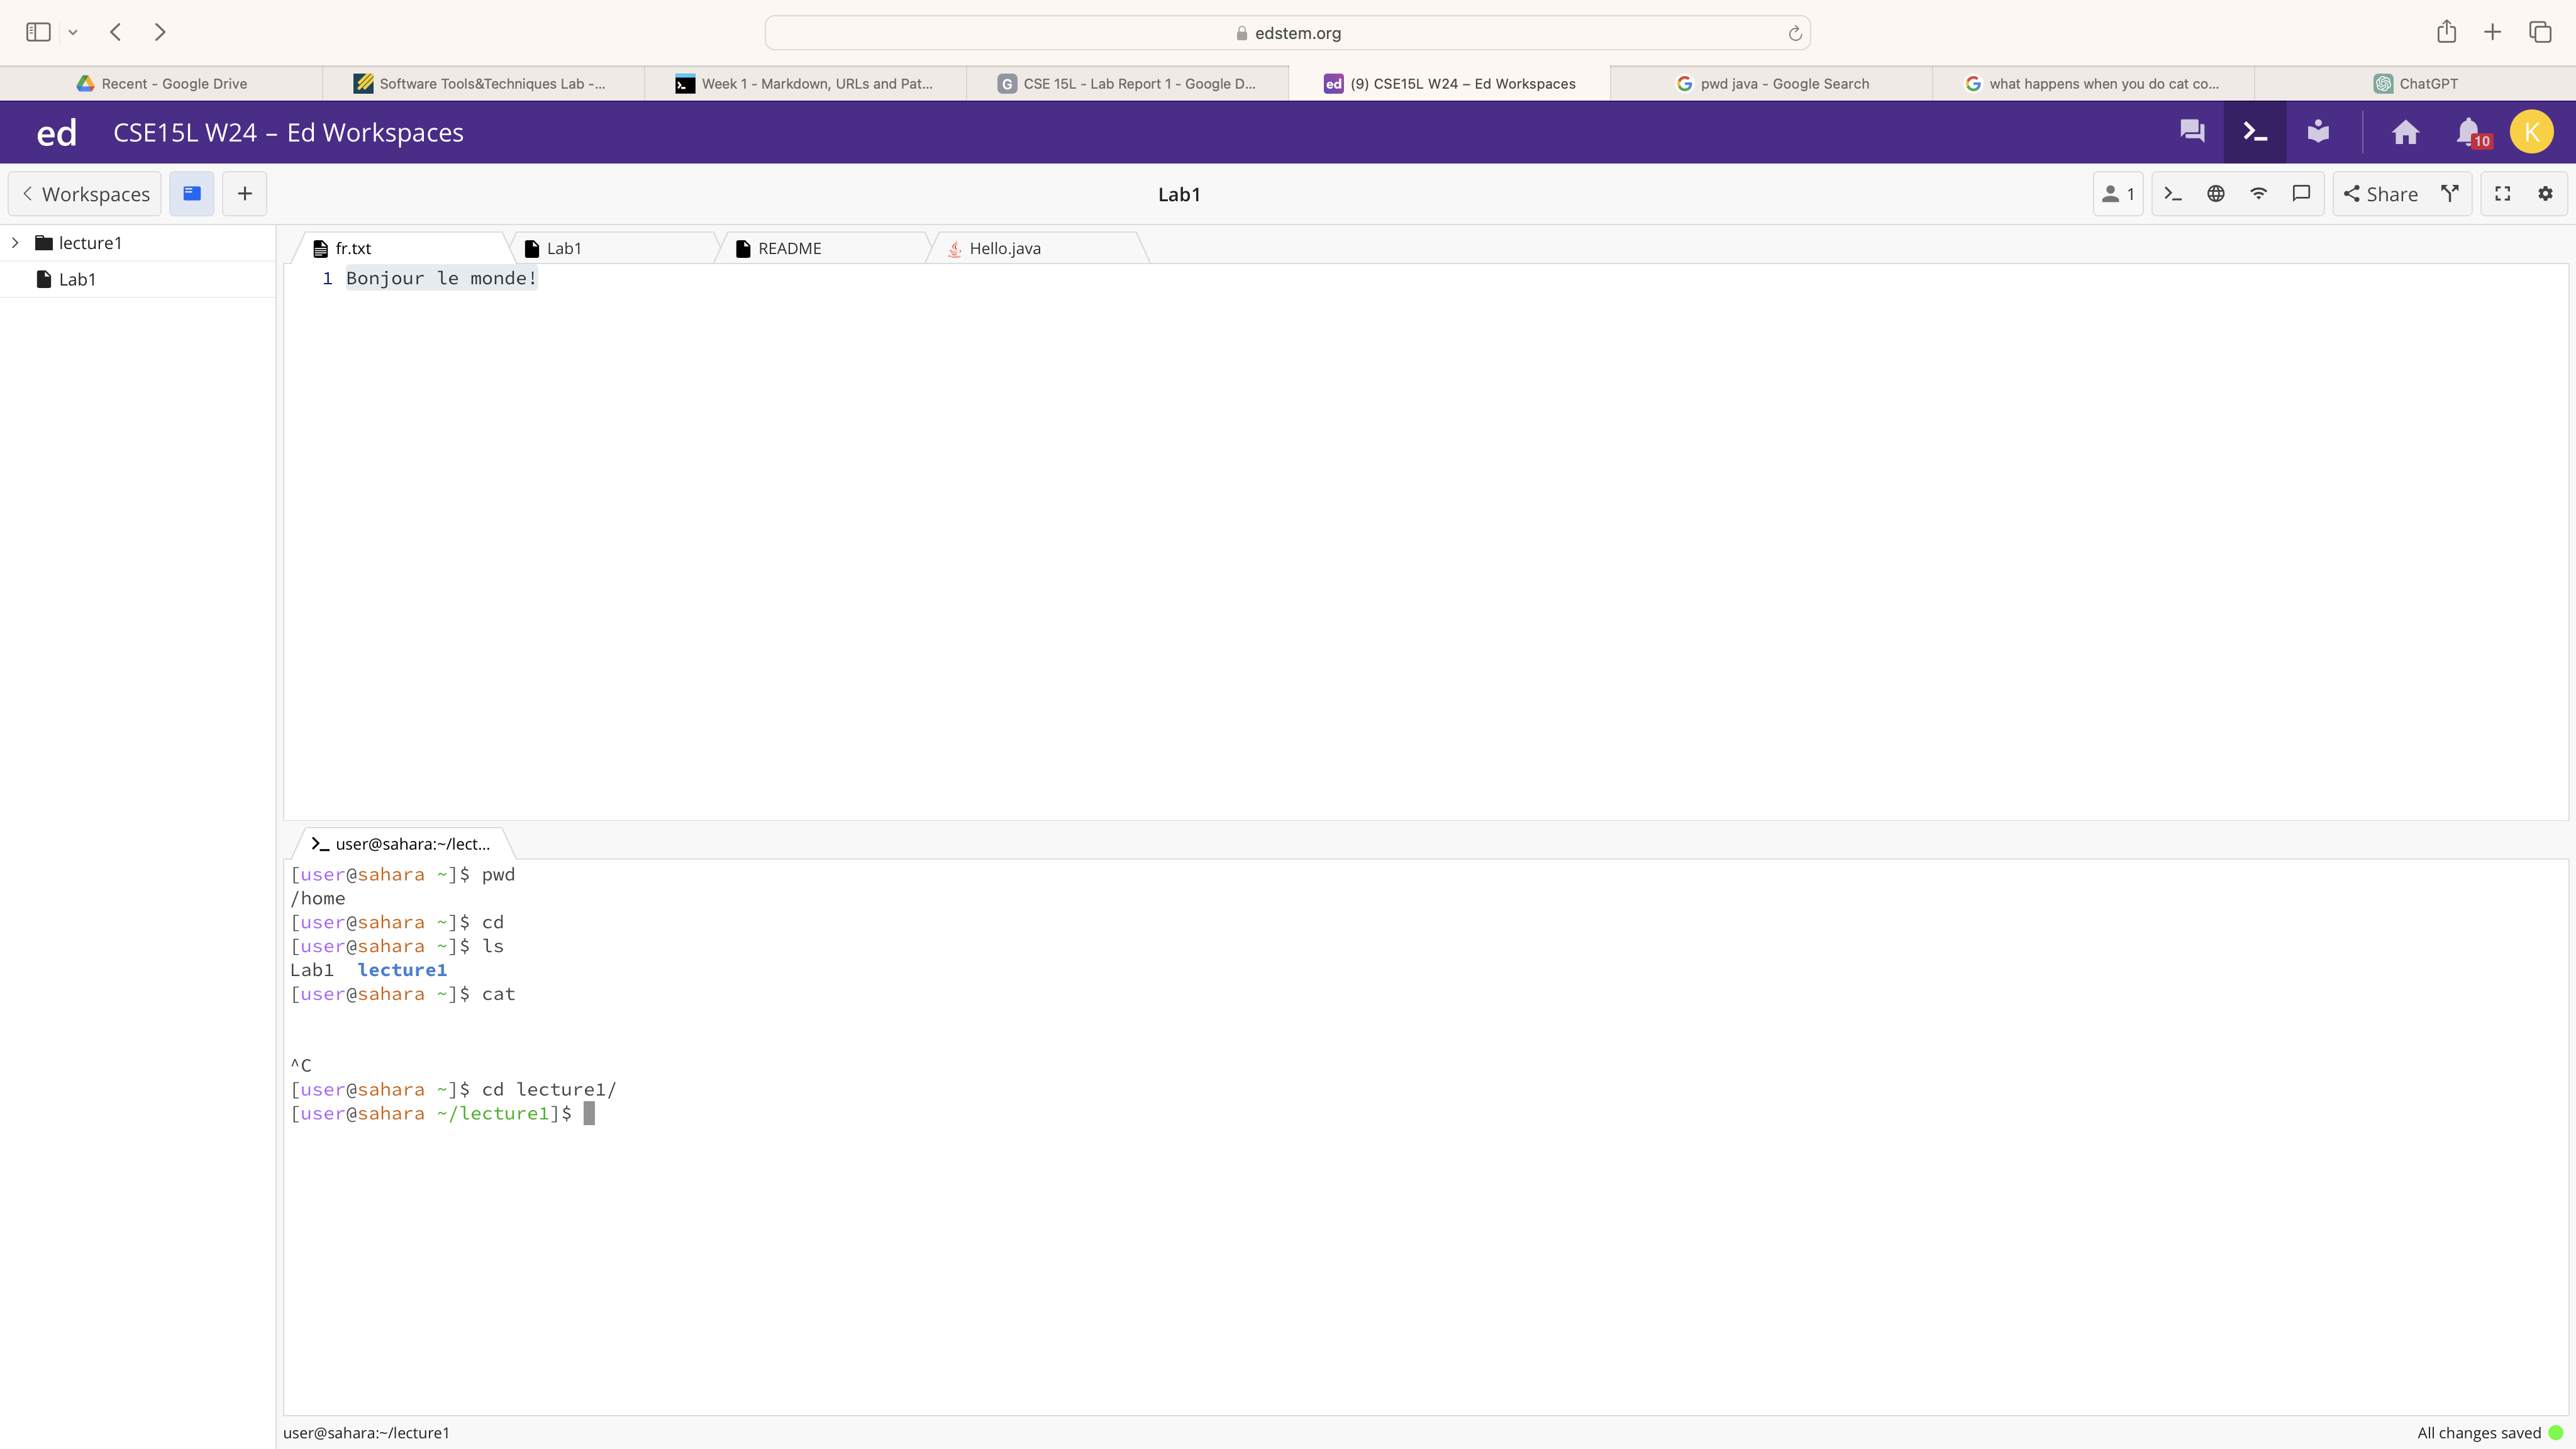 edstem.org
Recent - Google Drive
Software Tools&Techniques Lab -...
Week 1 - Markdown, URLs and Pat...
CSE 15L - Lab Report 1 - Google D...
(9) CSE15L W24 – Ed Workspaces
pwd java - Google Search
what happens when you do cat co...
ChatGPT
ed CSE15L W24 – Ed Workspaces
10
K
Workspaces
Lab1
1
Share
lecture1
Lab1
fr.txt
Lab1
README
Hello.java
1 Bonjour le monde!
user@sahara:~/lect...
[user@sahara ~]$ pwd
/home
[user@sahara ~]$ cd
[user@sahara ~]$ ls
Lab1  lecture1
[user@sahara ~]$ cat
^C
[user@sahara ~]$ cd lecture1/
[user@sahara ~/lecture1]$
user@sahara:~/lecture1
All changes saved